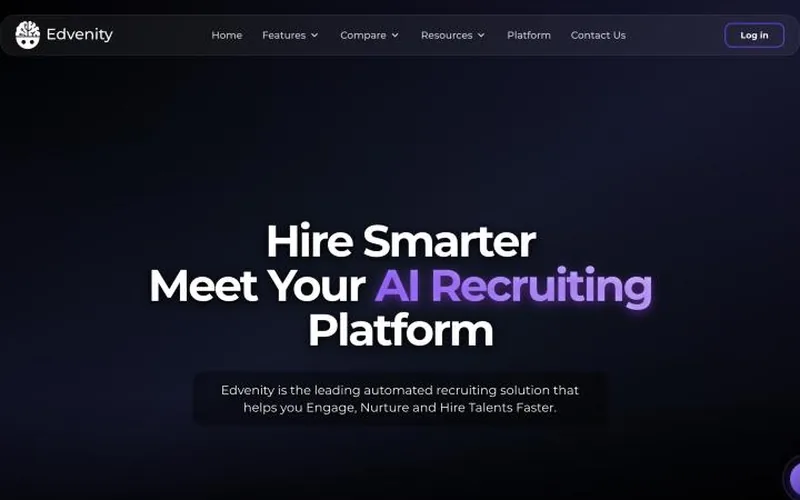 Edvenity
Home Features Compare Resources Platform Contact Us
Log in
Hire Smarter
Meet Your AI Recruiting
Platform
Edvenity is the leading automated recruiting solution that
helps you Engage, Nurture and Hire Talents Faster.